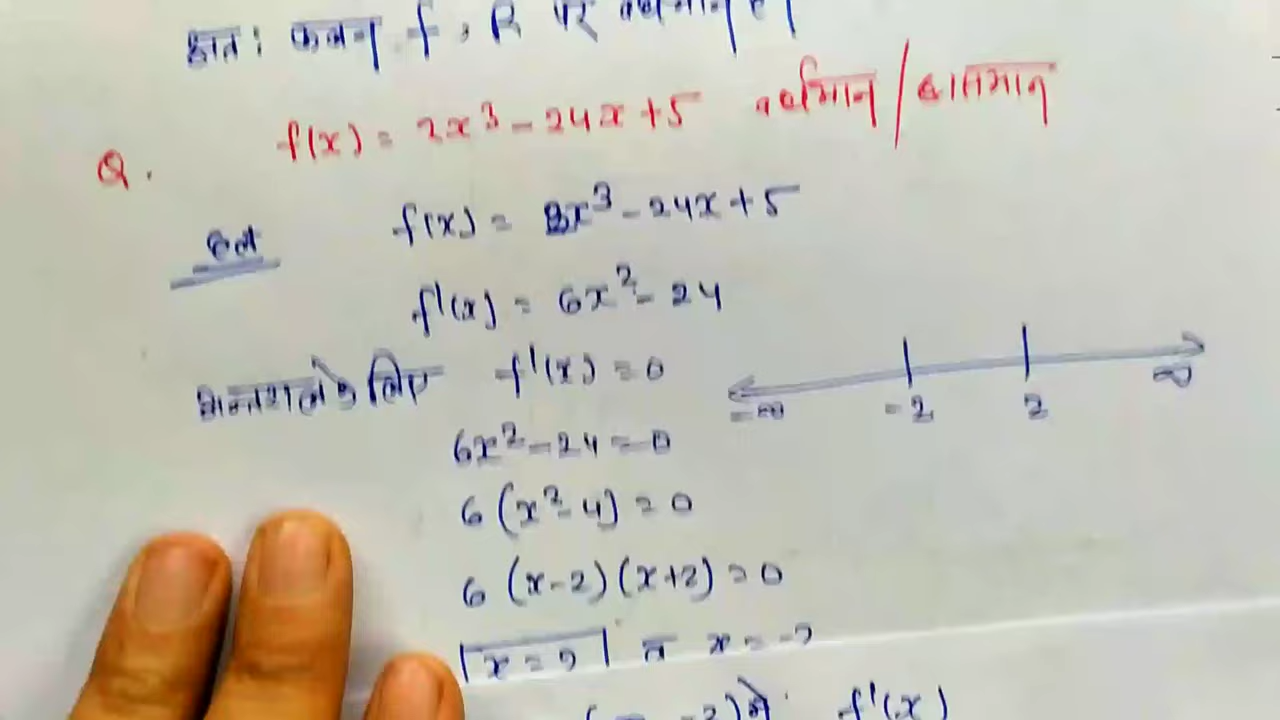 अतः फलन f, R पर वर्धमान है।
Q. f(x) = 2x³ - 24x + 5 वर्धमान / ह्रासमान
हल f(x) = 2x³ - 24x + 5
f'(x) = 6x² - 24
अन्तराल के लिए f'(x) = 0
-∞ -2 2 ∞
6x² - 24 = 0
6(x² - 4) = 0
6(x-2)(x+2) = 0
x = 2 व x = -2
-2) में f'(x)